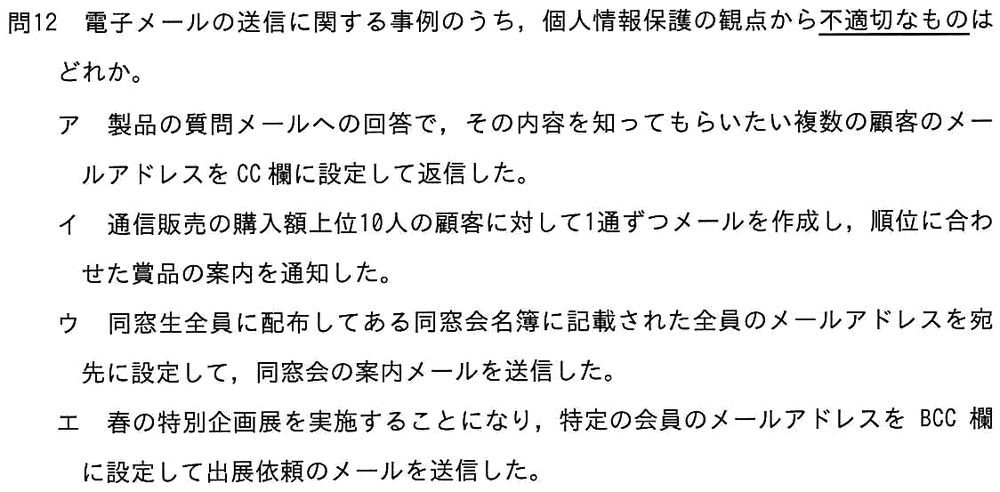 問12　電子メールの送信に関する事例のうち，個人情報保護の観点から不適切なものは
どれか。
ア　製品の質問メールへの回答で，その内容を知ってもらいたい複数の顧客のメー
ルアドレスを CC 欄に設定して返信した。
イ　通信販売の購入額上位10人の顧客に対して1通ずつメールを作成し，順位に合わ
せた賞品の案内を通知した。
ウ　同窓生全員に配布してある同窓会名簿に記載された全員のメールアドレスを宛
先に設定して，同窓会の案内メールを送信した。
エ　春の特別企画展を実施することになり，特定の会員のメールアドレスを BCC 欄
に設定して出展依頼のメールを送信した。